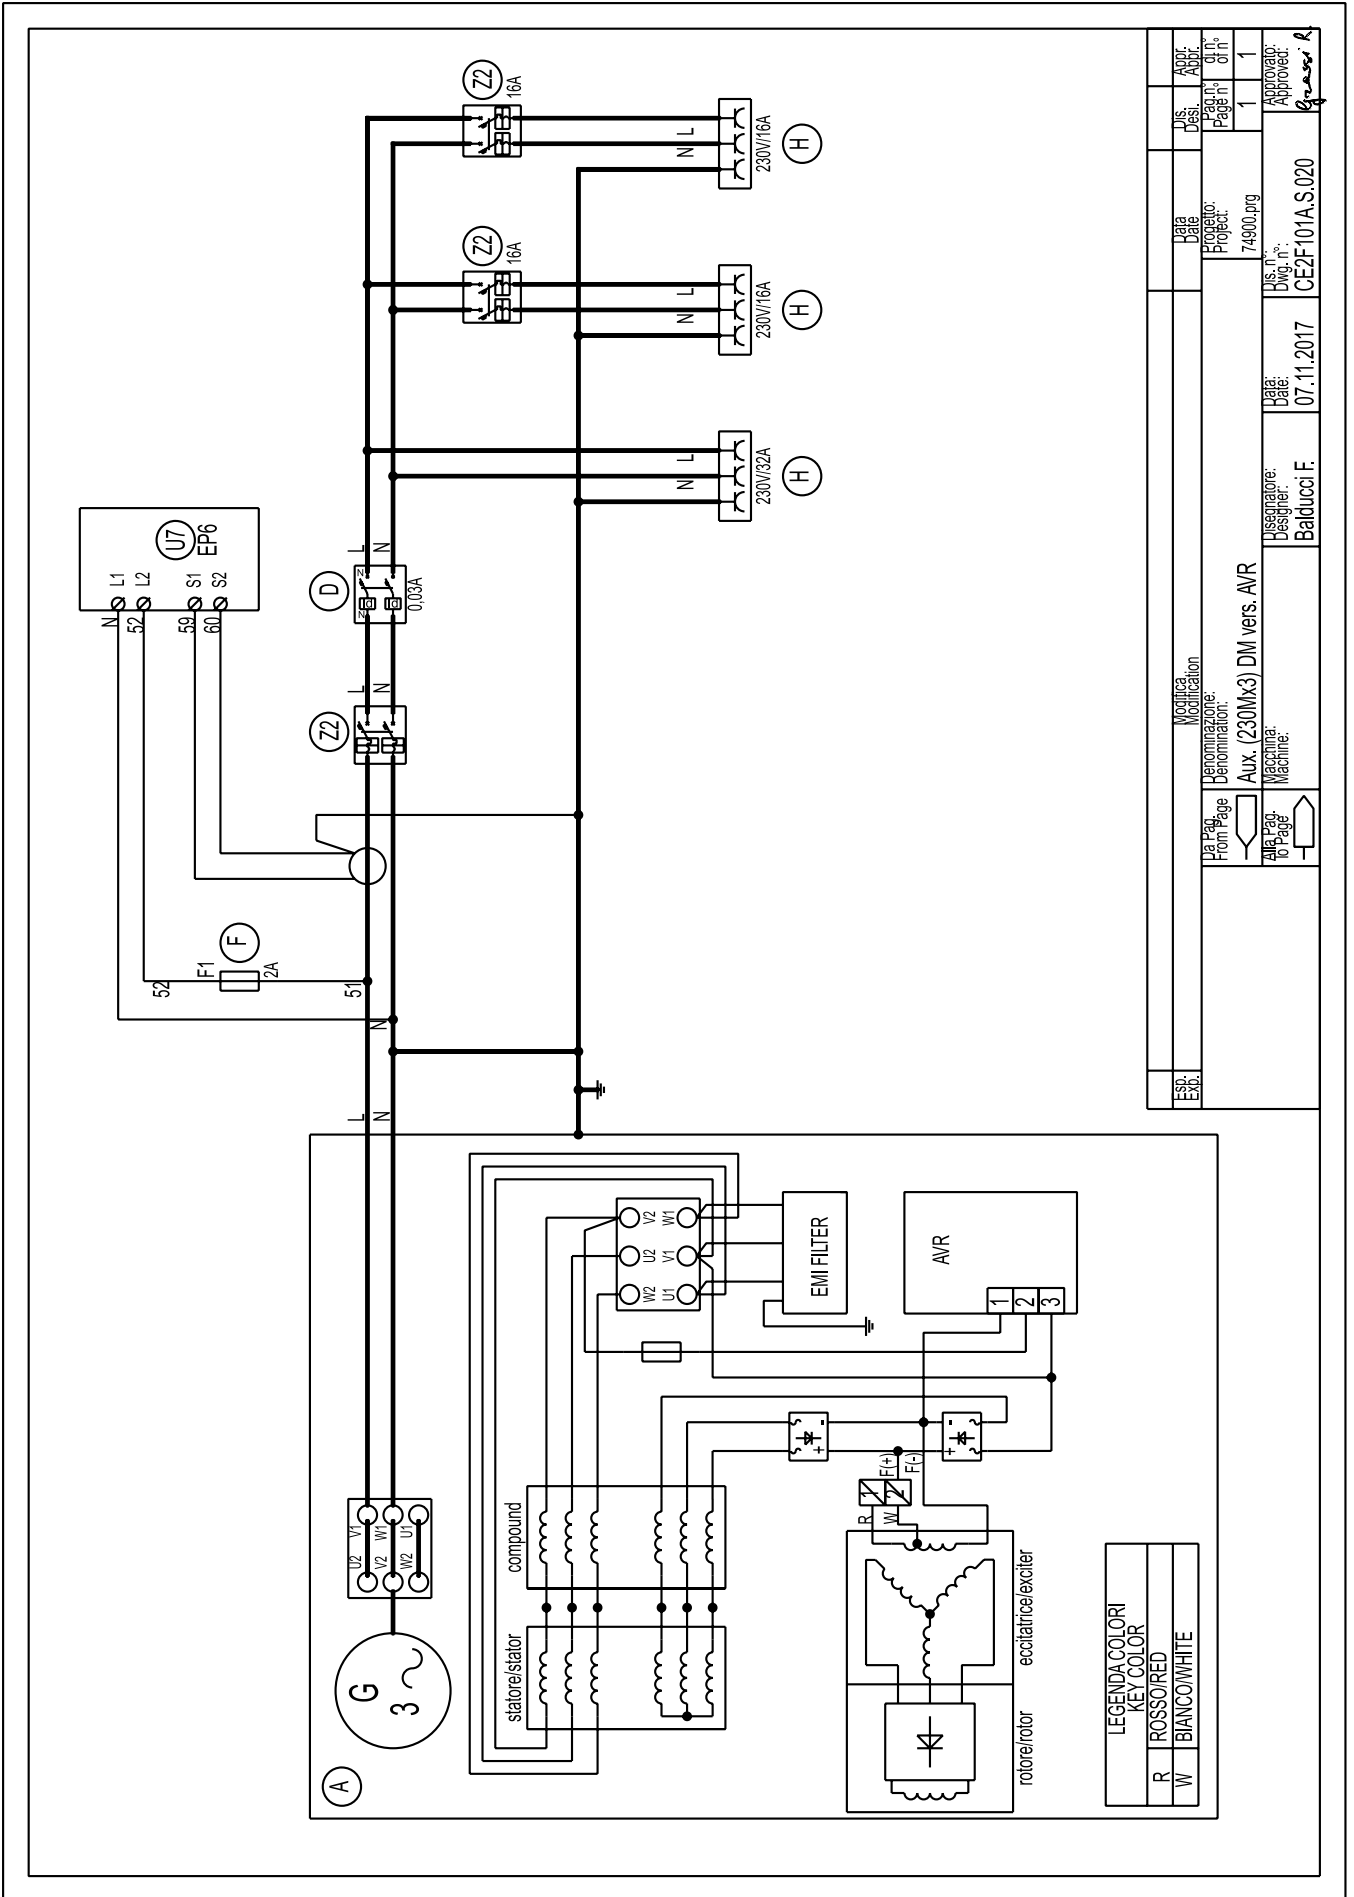 A
G
3
U2 V1
V2 W1
W2 U1
L
N
N
51
52
F1
2A
F
N
52
59
60
L1
L2
S1
S2
U7
EP6
Z2
L
N
D
N
N
d
d
0,03A
L
N
Z2
16A
Z2
16A
N L
230V/32A
H
N L
230V/16A
H
N L
230V/16A
H
statore/stator
compound
W2 U2 V2
U1 V1 W1
EMI FILTER
AVR
1
2
3
+ -
+ -
F(+)
F(-)
1
2
R
W
rotore/rotor
eccitatrice/exciter
LEGENDA COLORI
KEY COLOR
R ROSSO/RED
W BIANCO/WHITE
Esp.
Exp.
Modifica
Modification
Data
Date
Dis.
Desi.
Appr.
Appr.
Da Pag.
From Page
Denominazione:
Denomination:
Aux. (230Mx3) DM vers. AVR
Progetto:
Project:
74900.prg
Pag.n°
Page n°
1
di n°
of n°
1
Alla Pag.
To Page
Macchina:
Machine:
Disegnatore:
Designer:
Balducci F.
Data:
Date:
07.11.2017
Dis. n°:
Dwg. n°:
CE2F101A.S.020
Approvato:
Approved:
Grassi R.